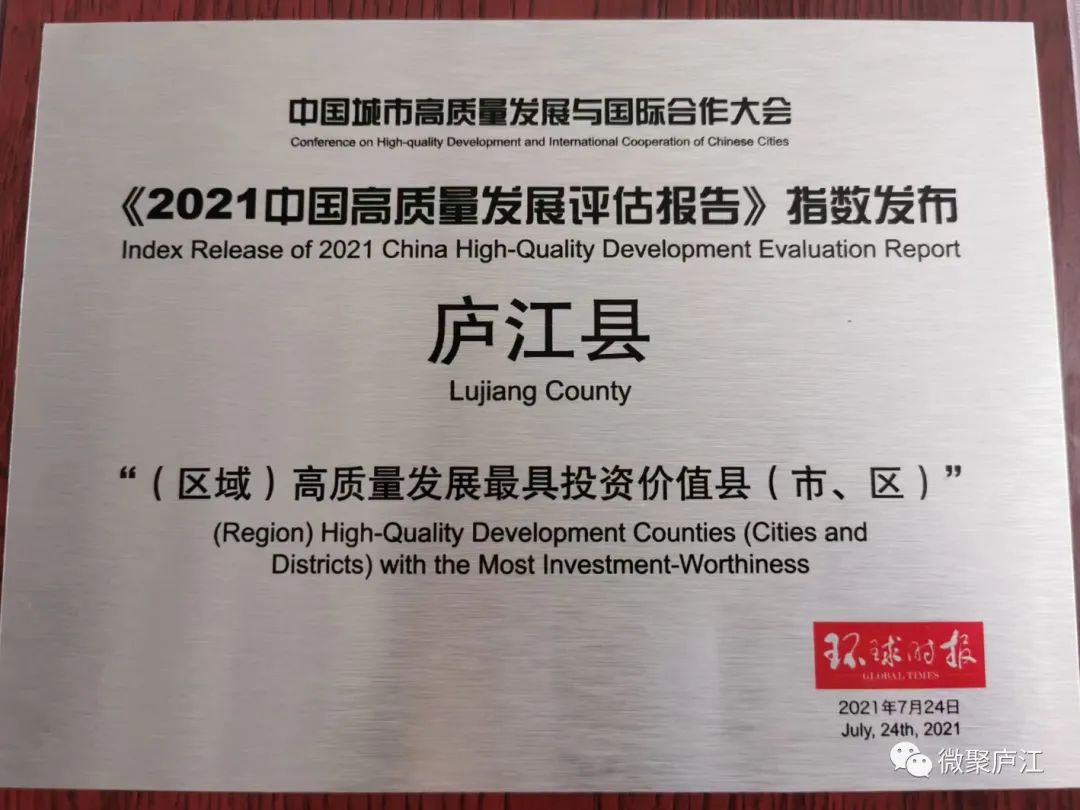 中国城市高质量发展与国际合作大会
Conference on High-quality Development and International Cooperation of Chinese Cities
《2021中国高质量发展评估报告》指数发布
Index Release of 2021 China High-Quality Development Evaluation Report
庐江县
Lujiang County
“（区域）高质量发展最具投资价值县（市、区）”
(Region) High-Quality Development Counties (Cities and
Districts) with the Most Investment-Worthiness
环球时报
GLOBAL TIMES
2021年7月24日
July, 24th, 2021
微聚庐江